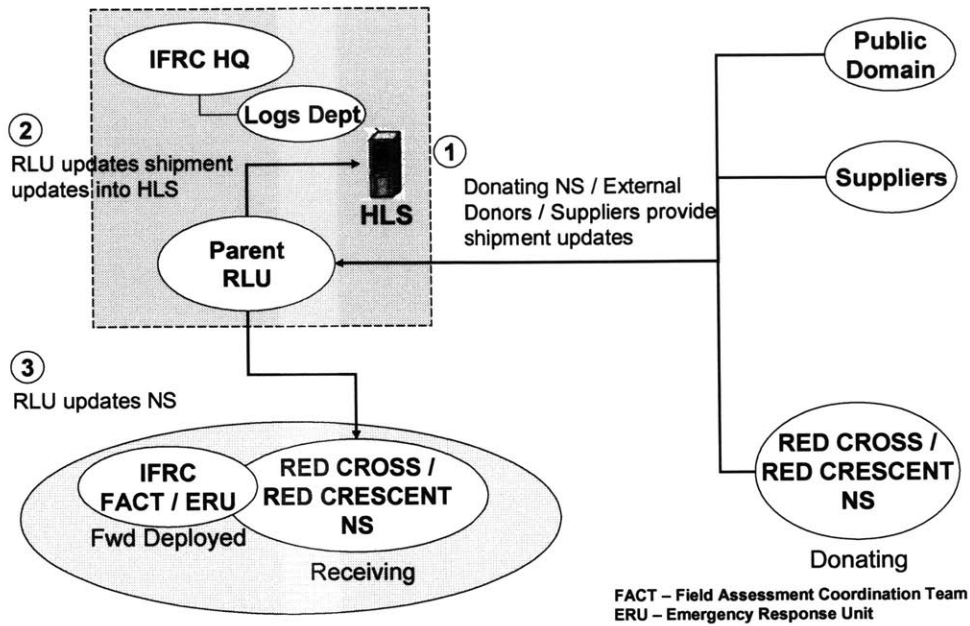 IFRC HQ
Logs Dept
2
RLU updates shipment
updates into HLS
HLS
Parent
RLU
1
Donating NS / External
Donors / Suppliers provide
shipment updates
Public
Domain
Suppliers
3
RLU updates NS
IFRC
FACT / ERU
Fwd Deployed
RED CROSS /
RED CRESCENT
NS
Receiving
RED CROSS /
RED CRESCENT
NS
Donating
FACT – Field Assessment Coordination Team
ERU – Emergency Response Unit